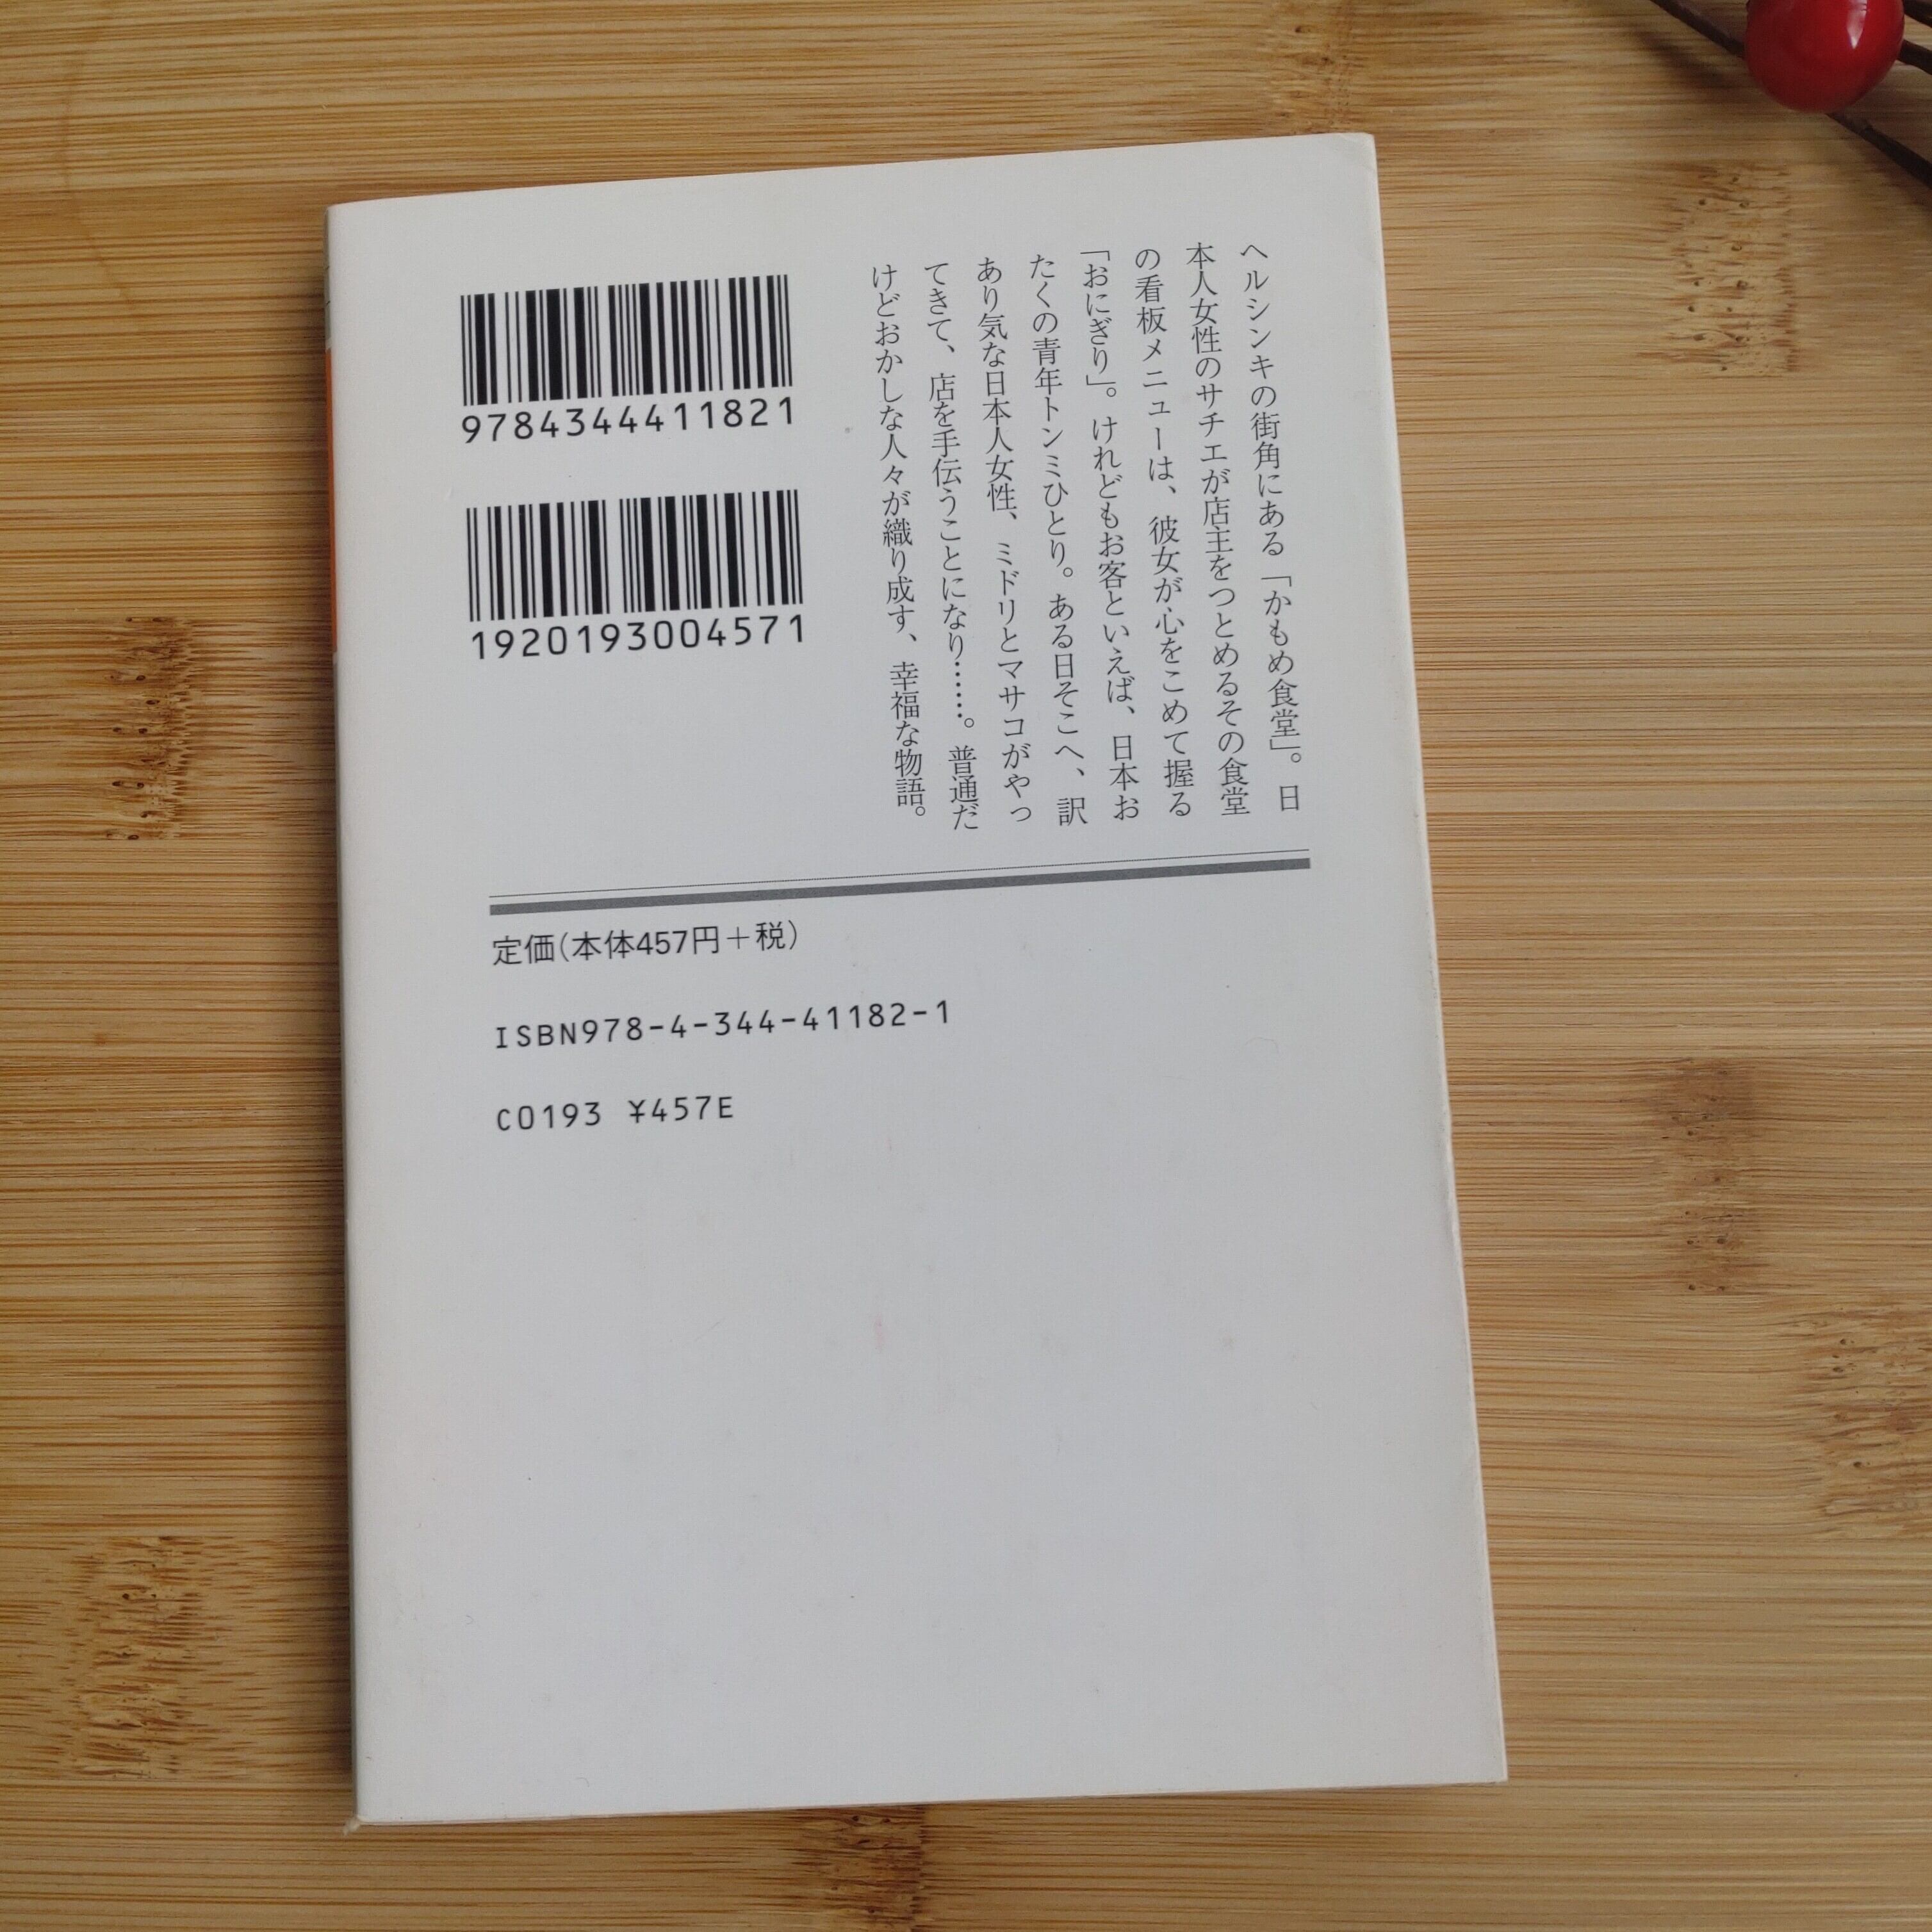 ヘルシンキの街角にある「かもめ食堂」。日
本人女性のサチエが店主をつとめるその食堂
の看板メニューは、彼女が心をこめて握る
「おにぎり」。けれどもお客といえば、日本お
たくの青年トンミひとり。ある日そこへ、訳
あり気な日本人女性、ミドリとマサコがやっ
てきて、店を手伝うことになり……。普通だ
けどおかしな人々が織り成す、幸福な物語。
9784344411821
1920193004571
定価(本体457円+税)
ISBN978-4-344-41182-1
C0193 ¥457E